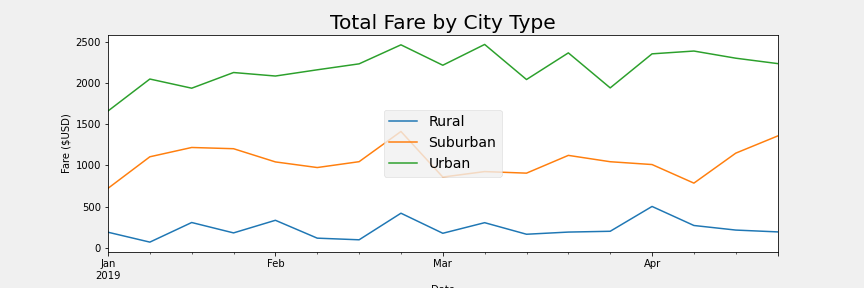 Total Fare by City Type
2500
2000
1500
1000
500
0
Fare ($USD)
Rural
Suburban
Urban
Jan
2019
Feb
Mar
Apr